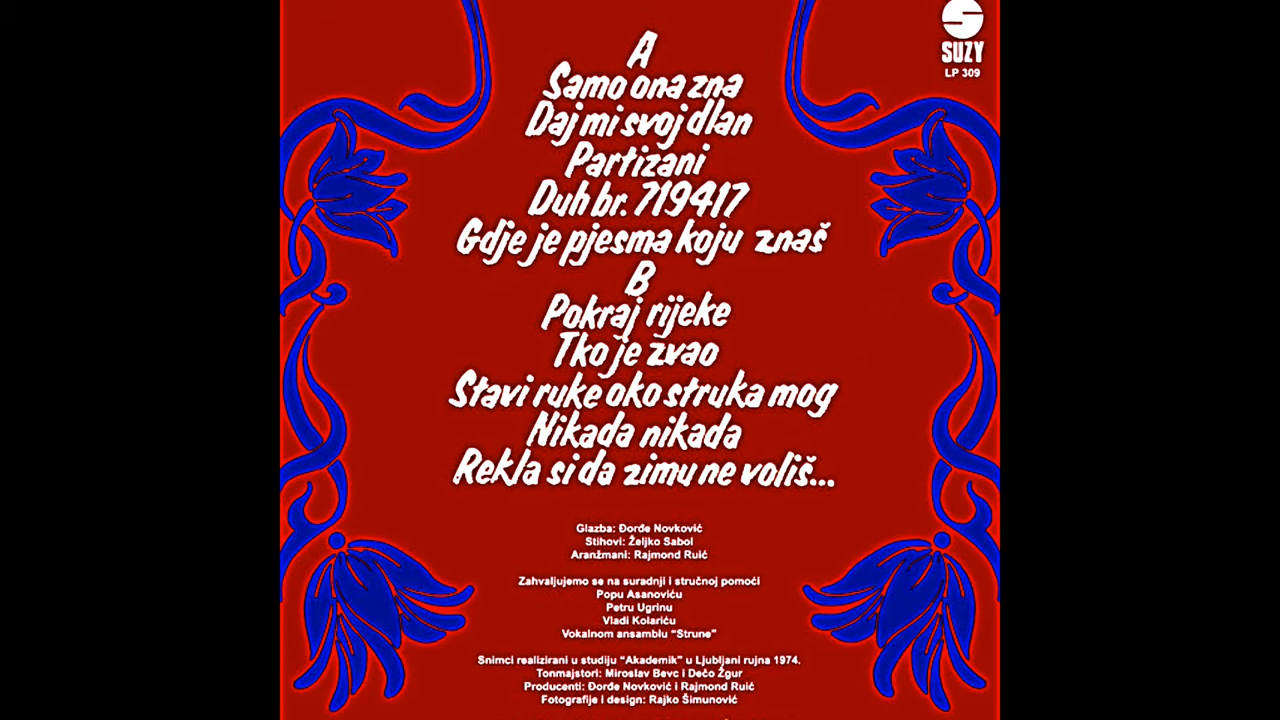 SUZY
LP 309
A
Samo ona zna
Daj mi svoj dlan
Partizani
Duh br. 719417
Gdje je pjesma koju znaš
B
Pokraj rijeke
Tko je zvao
Stavi ruke oko struka mog
Nikada nikada
Rekla si da zimu ne voliš...
Glazba: Đorđe Novković
Stihovi: Željko Sabol
Aranžmani: Rajmond Ruić
Zahvaljujemo se na suradnji i stručnoj pomoći
Popu Asanoviću
Petru Ugrinu
Vladi Kolariću
Vokalnom ansamblu "Strune"
Snimci realizirani u studiju "Akademik" u Ljubljani rujna 1974.
Tonmajstori: Miroslav Bevc i Dečo Žgur
Producenti: Đorđe Novković i Rajmond Ruić
Fotografije i design: Rajko Šimunović